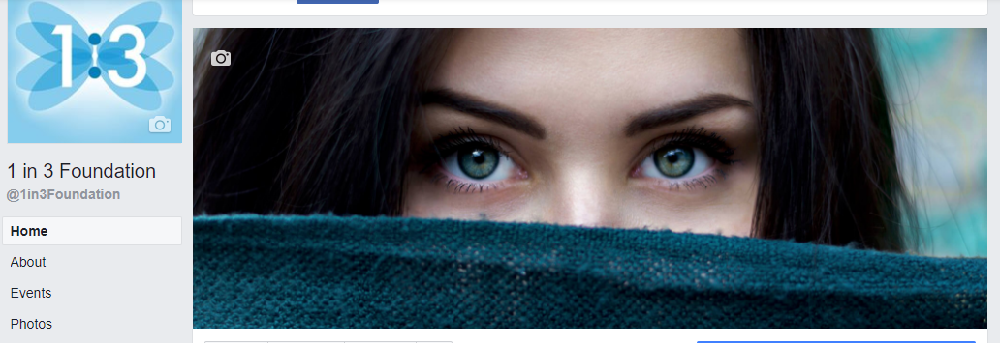 1:3
1 in 3 Foundation
@1in3Foundation
Home
About
Events
Photos